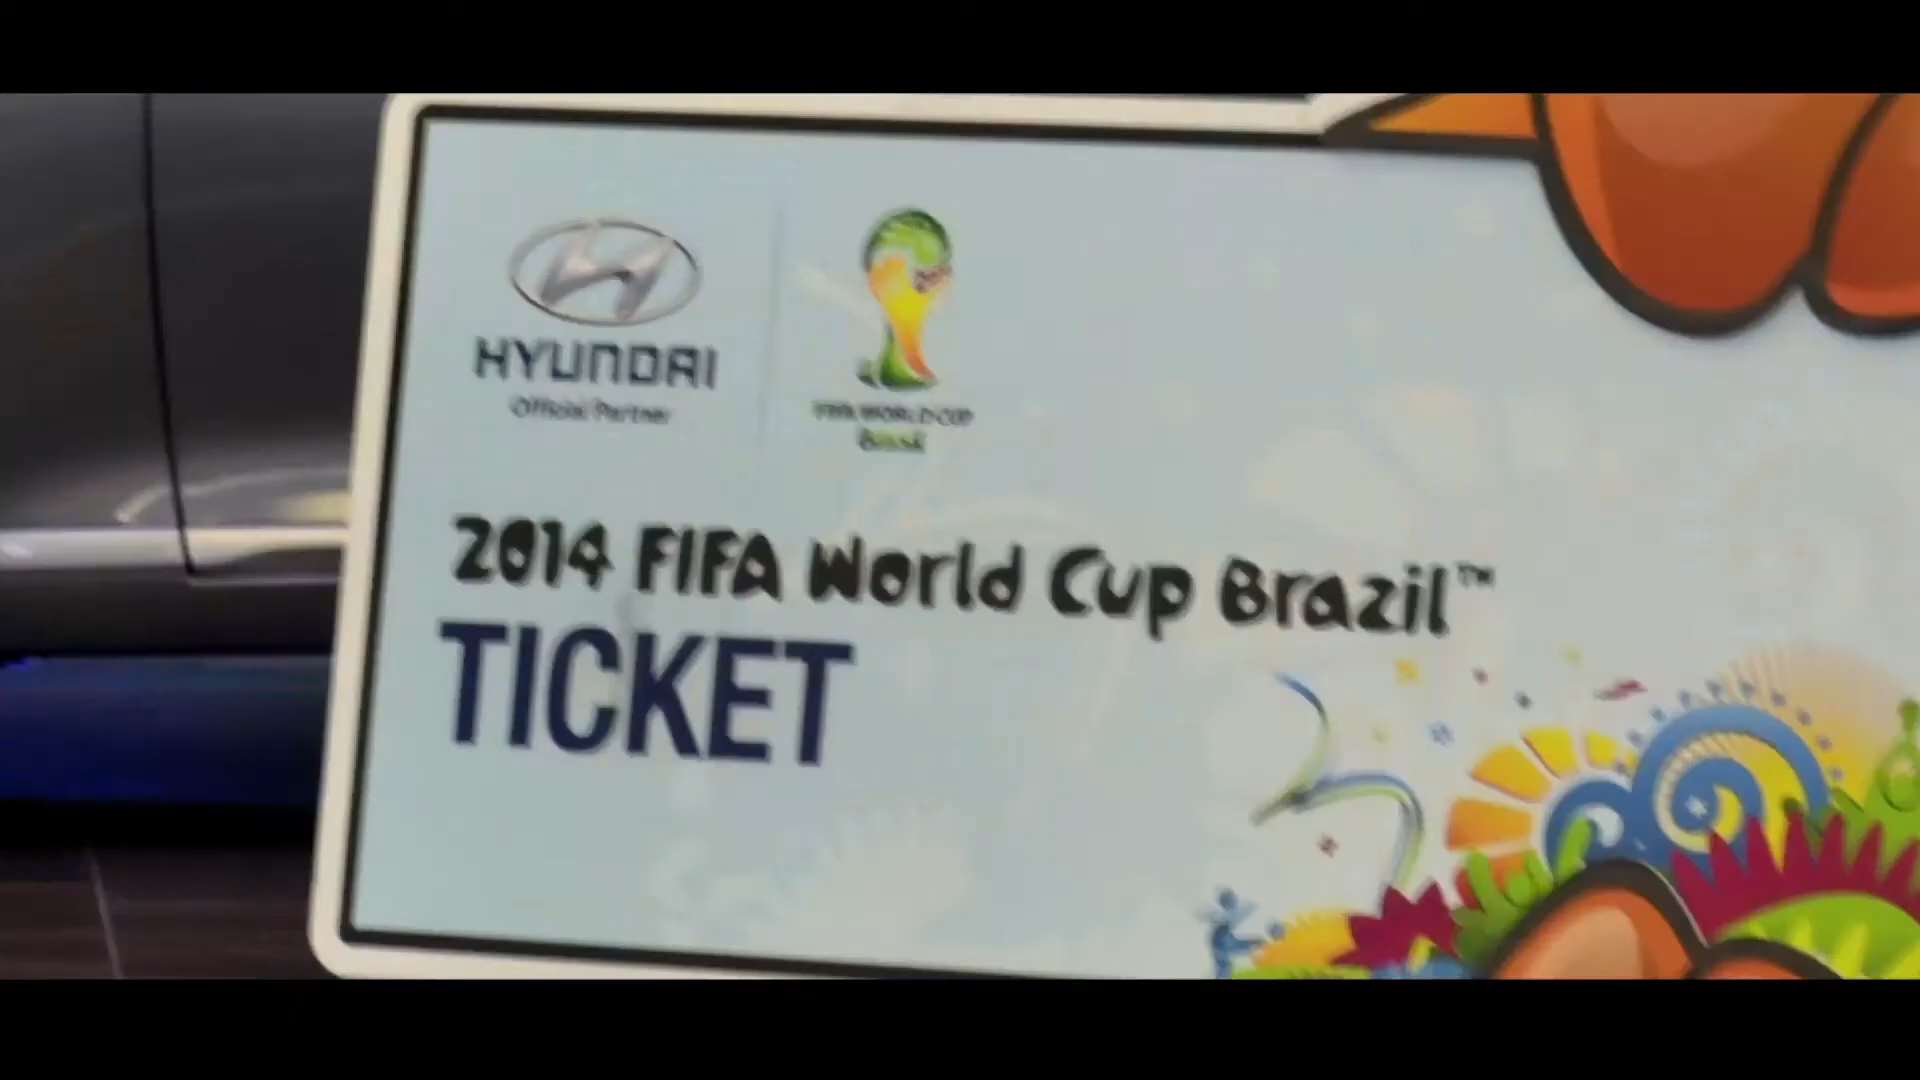 HYUNDAI
Official Partner
FIFA WORLD CUP
Brasil
2014 FIFA World Cup Brazil™
TICKET